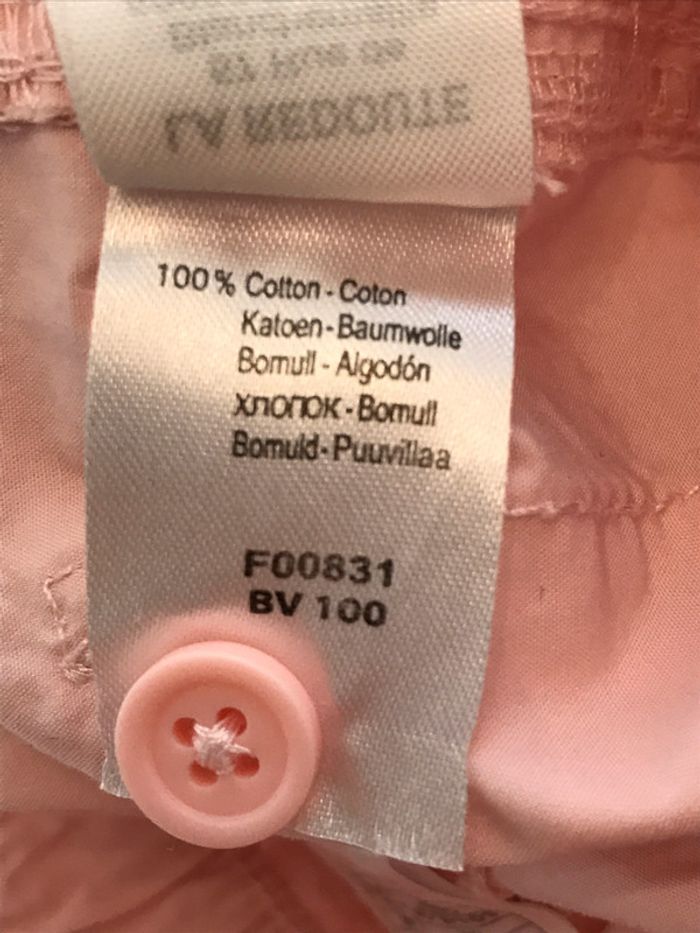 LA REDOUTE
100% Cotton - Coton
Katoen - Baumwolle
Bomull - Algodón
хлопок - Bomull
Bomuld - Puuvillaa
F00831
BV 100